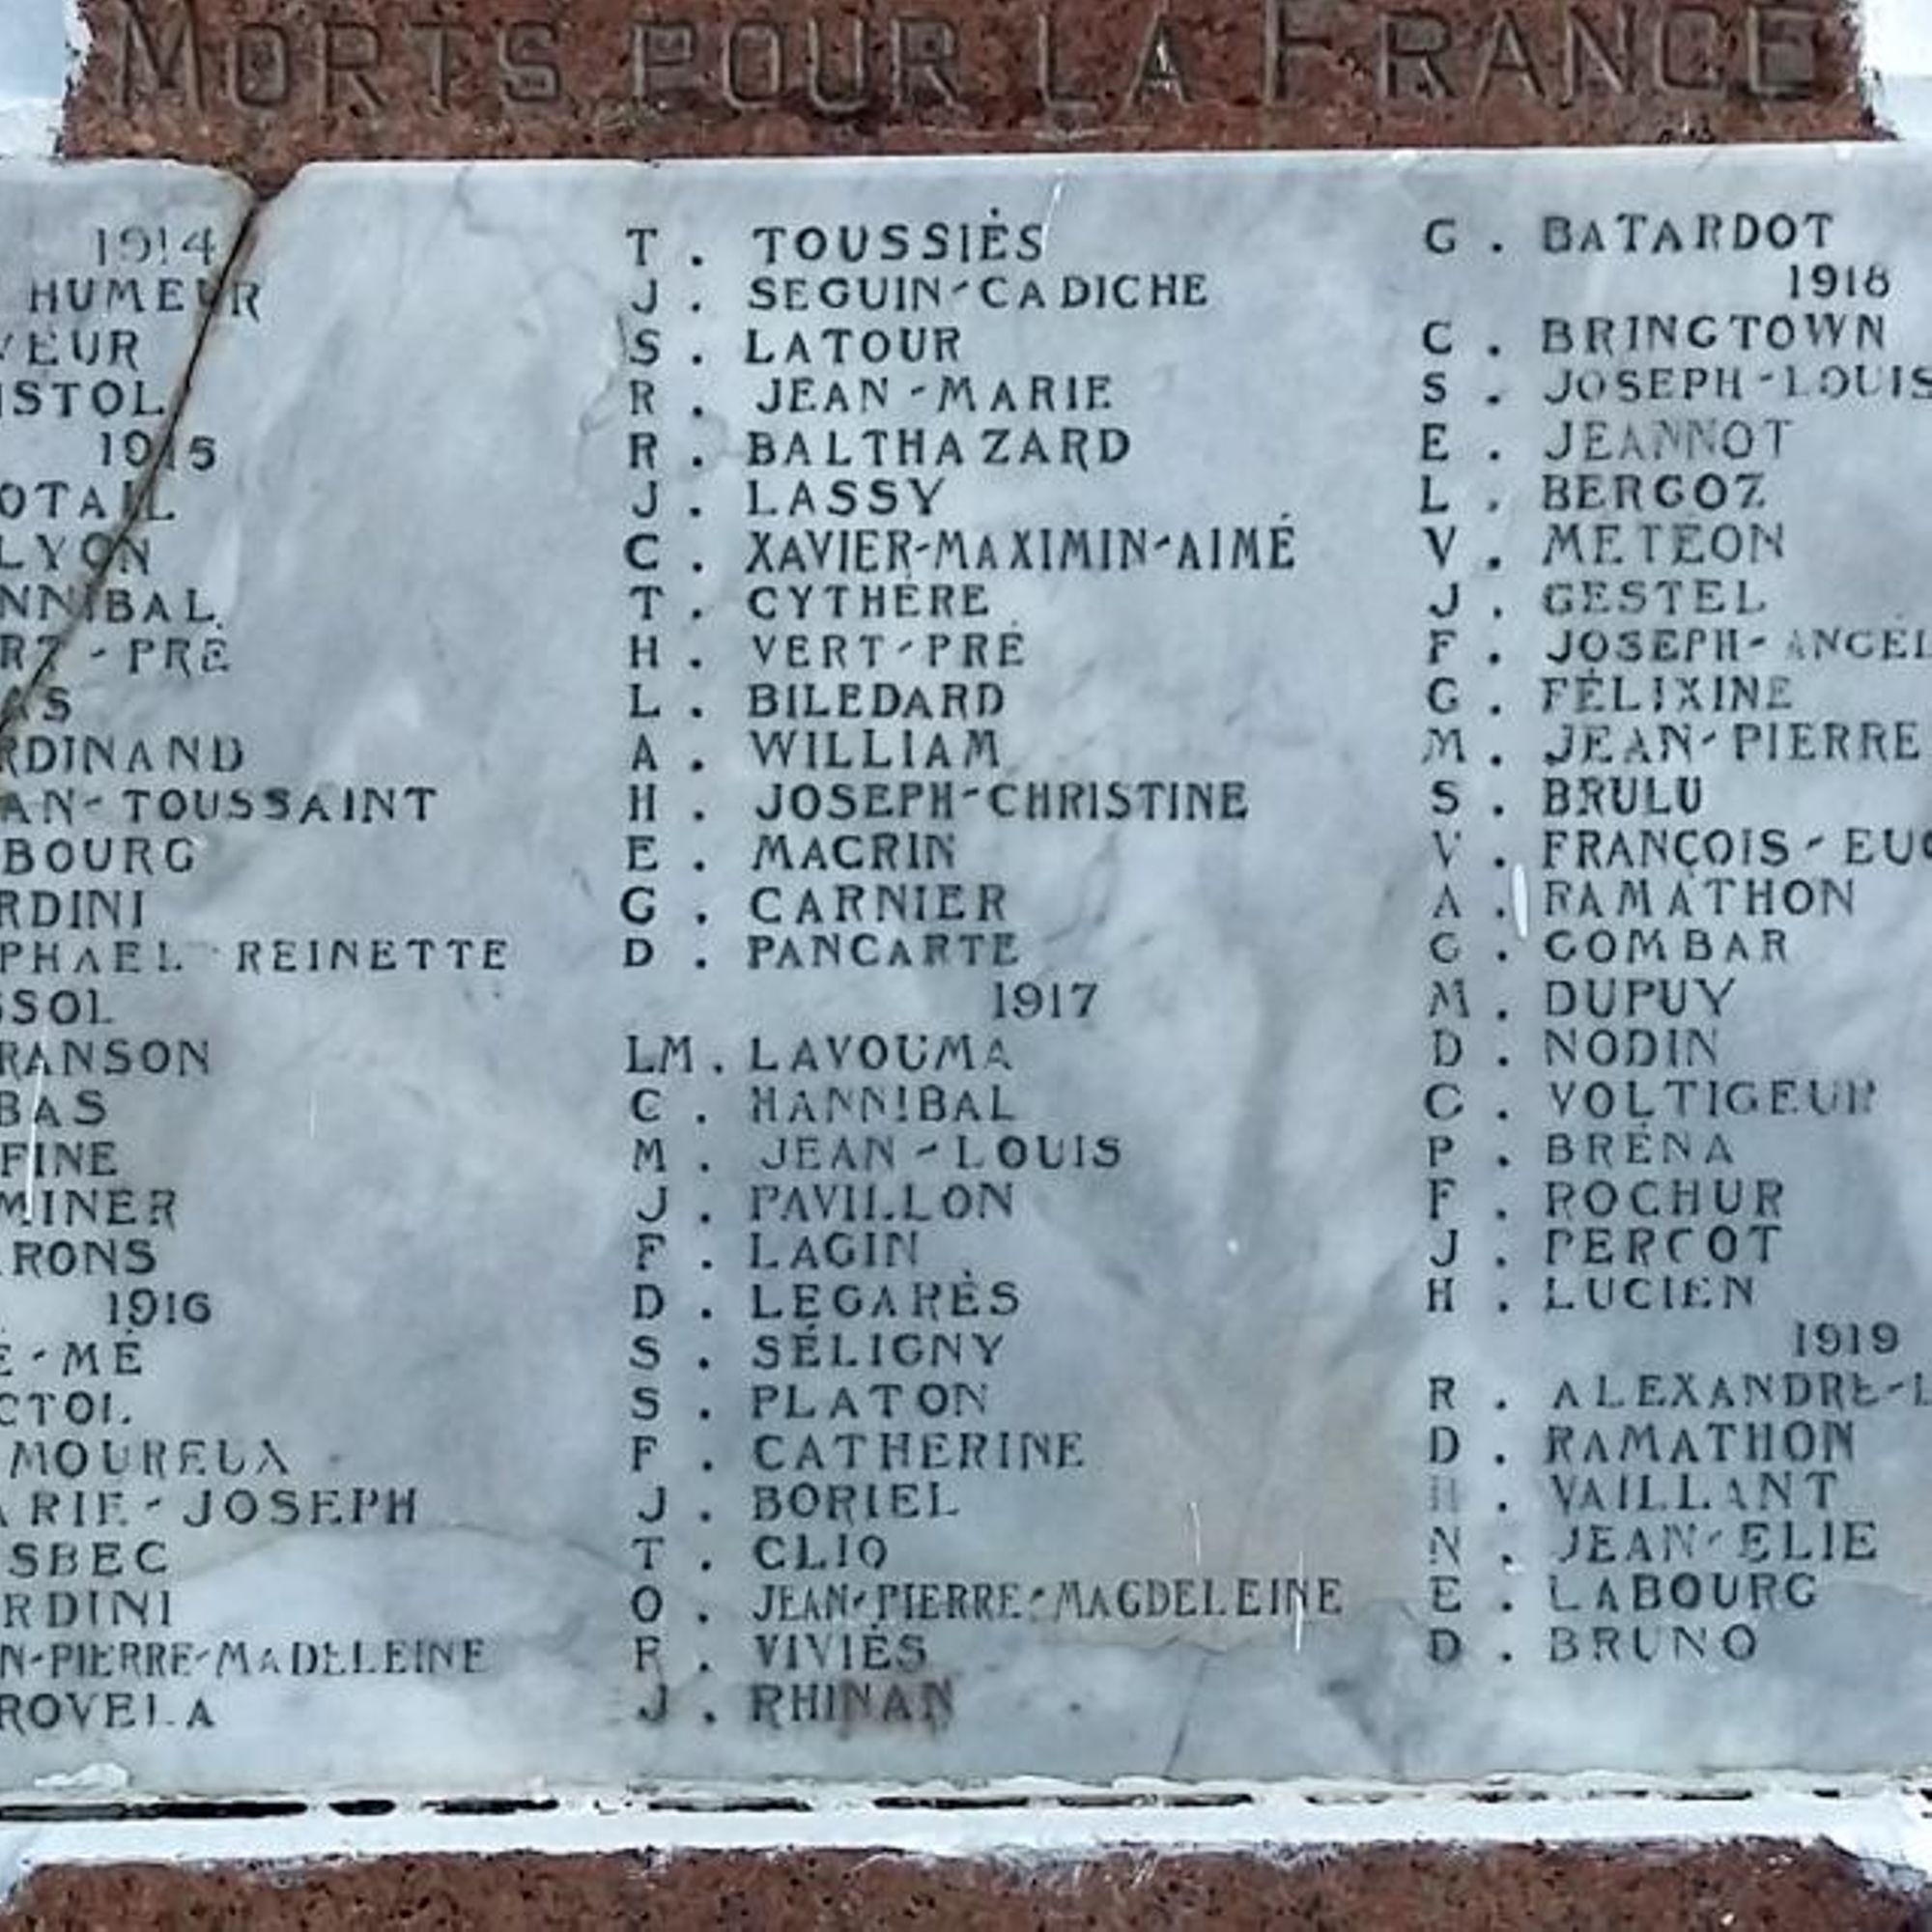 MORTS POUR LA FRANCE
1914
HUMEUR
VEUR
ISTOL
1915
OTAIL
LYON
NNIBAL
RT-PRÉ
AS
RDINAND
AN-TOUSSAINT
BOURG
RDINI
PHAEL REINETTE
SSOL
RANSON
BAS
FINE
MINER
RONS
1916
E-MÉ
CTOL
MOUREUX
ARIE-JOSEPH
SBEC
RDINI
N-PIERRE-MADELEINE
ROVELA
T. TOUSSIÉS
J. SEGUIN-CADICHE
S. LATOUR
R. JEAN-MARIE
R. BALTHAZARD
J. LASSY
C. XAVIER-MAXIMIN-AIMÉ
T. CYTHÈRE
H. VERT-PRÉ
L. BILEDARD
A. WILLIAM
H. JOSEPH-CHRISTINE
E. MACRIN
G. CARNIER
D. PANCARTE
1917
LM. LAVOUMA
C. HANNIBAL
M. JEAN-LOUIS
J. PAVILLON
F. LAGIN
D. LEGARÈS
S. SÉLIGNY
S. PLATON
F. CATHERINE
J. BORIEL
T. CLIO
O. JEAN-PIERRE-MAGDELEINE
F. VIVIÈS
J. RHINAN
G. BATARDOT
1918
C. BRINGTOWN
S. JOSEPH-LOUIS
E. JEANNOT
L. BERGOZ
V. METEON
J. GESTEL
F. JOSEPH-ANGEL
G. FÉLIXINE
M. JEAN-PIERRE
S. BRULU
V. FRANÇOIS-EUG
A. RAMATHON
G. GOMBAR
M. DUPUY
D. NODIN
C. VOLTIGEUR
P. BRÉNA
F. ROCHUR
J. PERCOT
H. LUCIEN
1919
R. ALEXANDRE-L
D. RAMATHON
H. VAILLANT
N. JEAN-ELIE
E. LABOURG
D. BRUNO